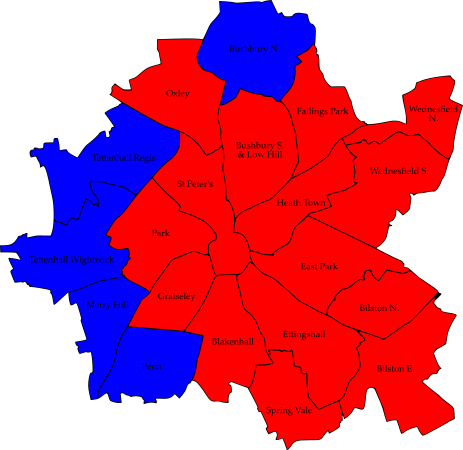 Bushbury N.
Oxley
Fallings Park
Wednesfield
N.
Bushbury S.
& Low Hill
Tettenhall Regis
Wednesfield S.
St Peter's
Heath Town
Park
Tettenhall Wightwick
East Park
Merry Hill
Graiseley
Bilston N.
Ettingshall
Blakenhall
Penn
Bilston E.
Spring Vale